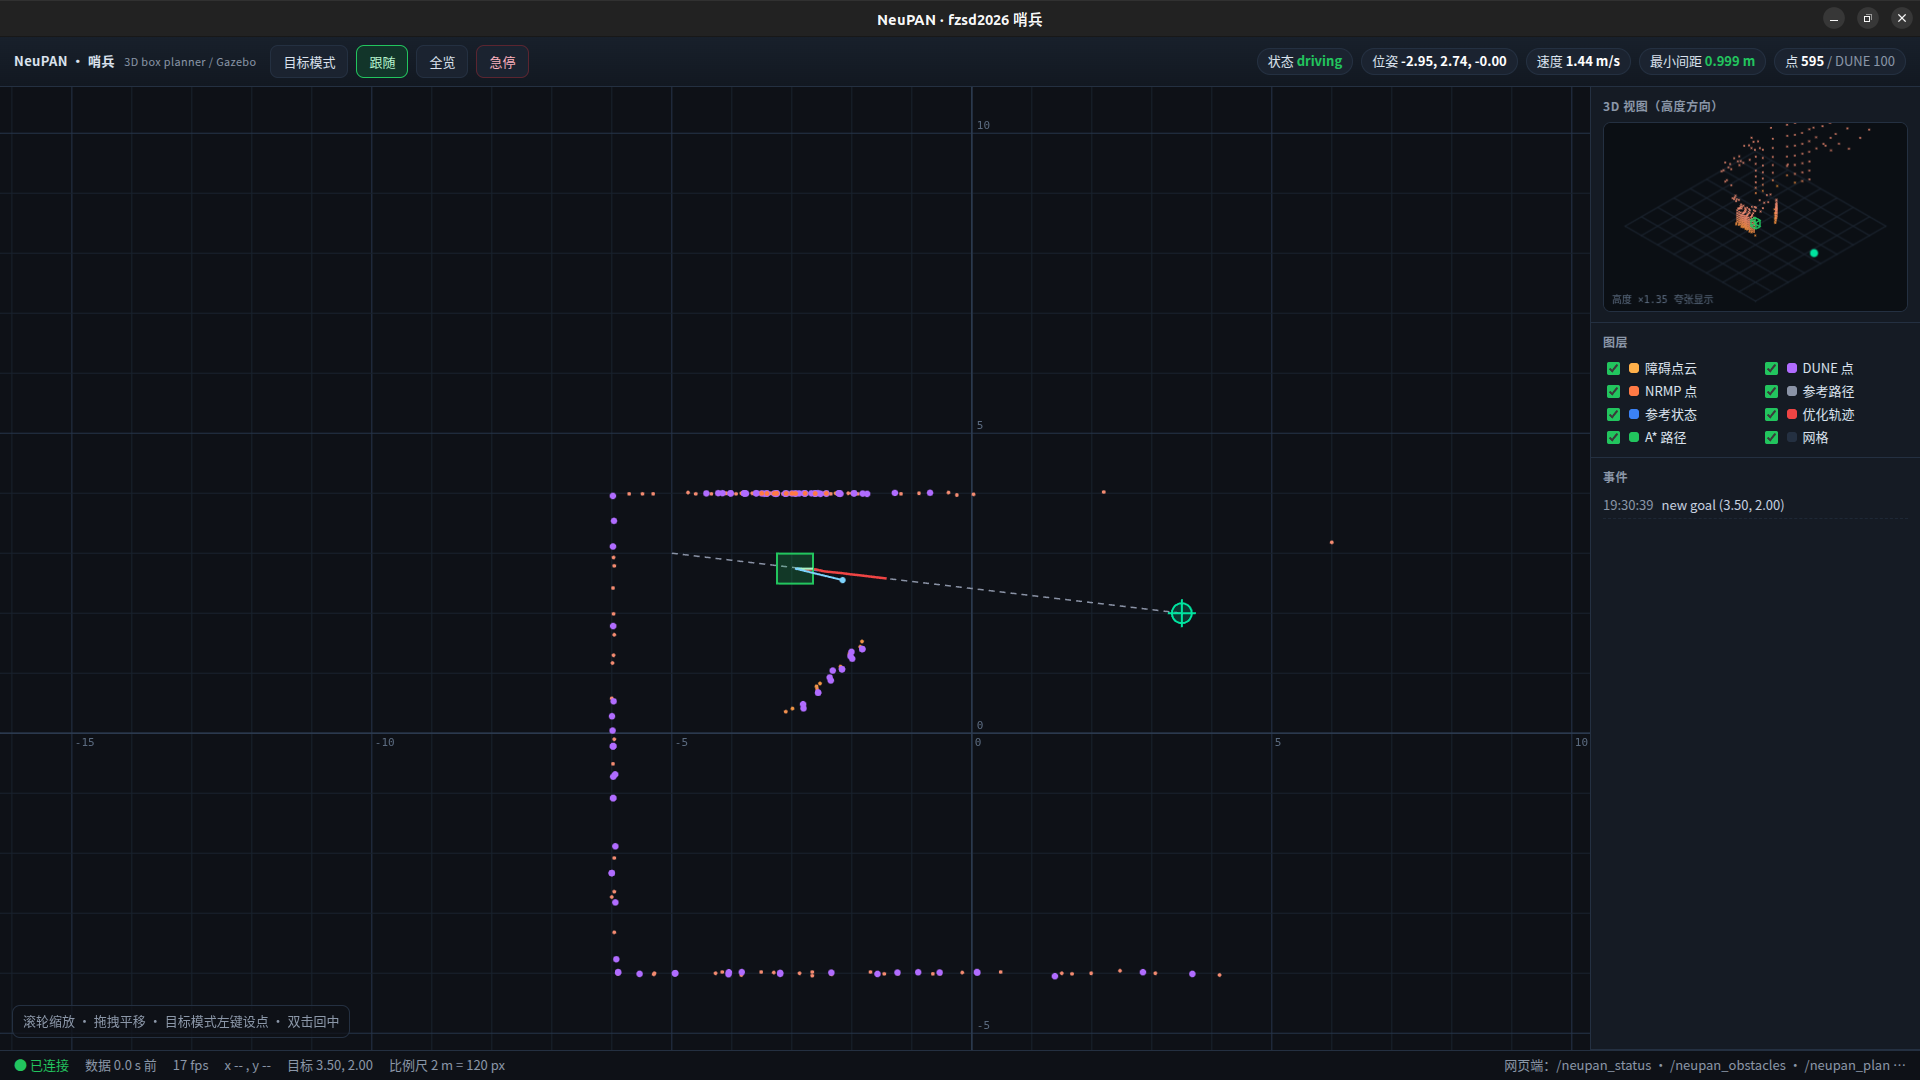 NeuPAN · fzsd2026 哨兵
NeuPAN · 哨兵 3D box planner / Gazebo 目标模式 跟随 全览 急停 状态 driving 位姿 -2.95, 2.74, -0.00 速度 1.44 m/s 最小间距 0.999 m 点 595 / DUNE 100
3D 视图（高度方向）
高度 ×1.35 夸张显示
图层
障碍点云 DUNE 点
NRMP 点 参考路径
参考状态 优化轨迹
A* 路径 网格
事件
19:30:39 new goal (3.50, 2.00)
10
5
0
-15 -10 -5 0 5 10
-5
滚轮缩放 · 拖拽平移 · 目标模式左键设点 · 双击回中
已连接 数据 0.0 s 前 17 fps x --, y -- 目标 3.50, 2.00 比例尺 2 m = 120 px 网页端: /neupan_status · /neupan_obstacles · /neupan_plan ···